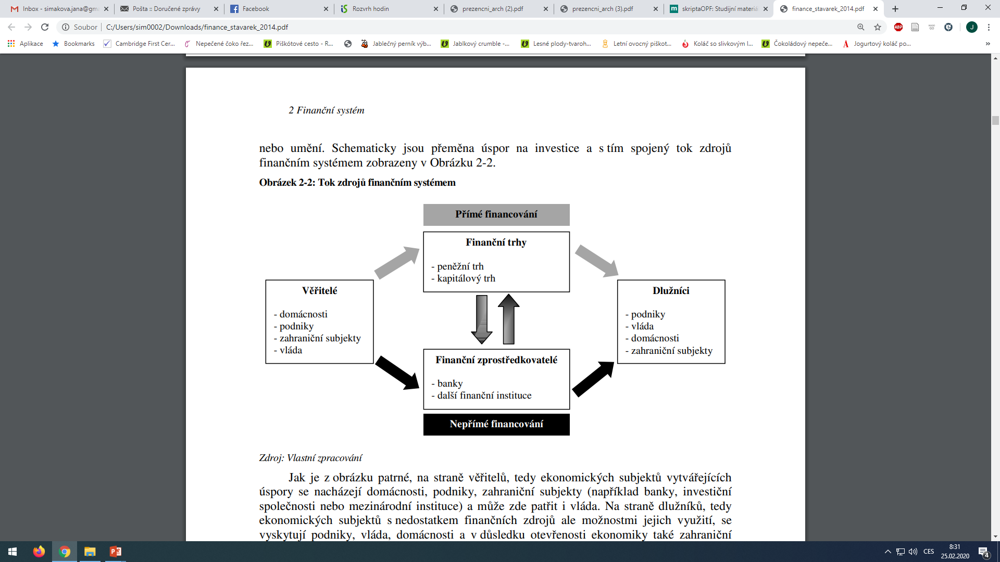 Inbox - simakova.jana@gma
Pošta :: Doručené zprávy
Facebook
Rozvrh hodin
prezencni_arch (2).pdf
prezencni_arch (3).pdf
skriptaOPF: Studijní materiá
finance_stavarek_2014.pdf
Soubor
C:/Users/sim0002/Downloads/finance_stavarek_2014.pdf
ABP
J
Aplikace
Bookmarks
Cambridge First Cer...
Nepečené čoko řez...
Piškótové cesto - R...
Jablečný perník výb...
Jablkový crumble -...
Lesné plody-tvaroh...
Letní ovocný piškot...
Koláč so slivkovým l...
Čokoládový nepeče...
Jogurtový koláč po...
»
2 Finanční systém
nebo umění. Schematicky jsou přeměna úspor na investice a s tím spojený tok zdrojů
finančním systémem zobrazeny v Obrázku 2-2.
Obrázek 2-2: Tok zdrojů finančním systémem
Přímé financování
Finanční trhy
- peněžní trh
- kapitálový trh
Věřitelé
- domácnosti
- podniky
- zahraniční subjekty
- vláda
Dlužníci
- podniky
- vláda
- domácnosti
- zahraniční subjekty
Finanční zprostředkovatelé
- banky
- další finanční instituce
Nepřímé financování
Zdroj: Vlastní zpracování
Jak je z obrázku patrné, na straně věřitelů, tedy ekonomických subjektů vytvářejících
úspory se nacházejí domácnosti, podniky, zahraniční subjekty (například banky, investiční
společnosti nebo mezinárodní instituce) a může zde patřit i vláda. Na straně dlužníků, tedy
ekonomických subjektů s nedostatkem finančních zdrojů ale možnostmi jejich využití, se
vyskytují podniky, vláda, domácnosti a v důsledku otevřenosti ekonomiky také zahraniční
CES
8:31
25.02.2020
4